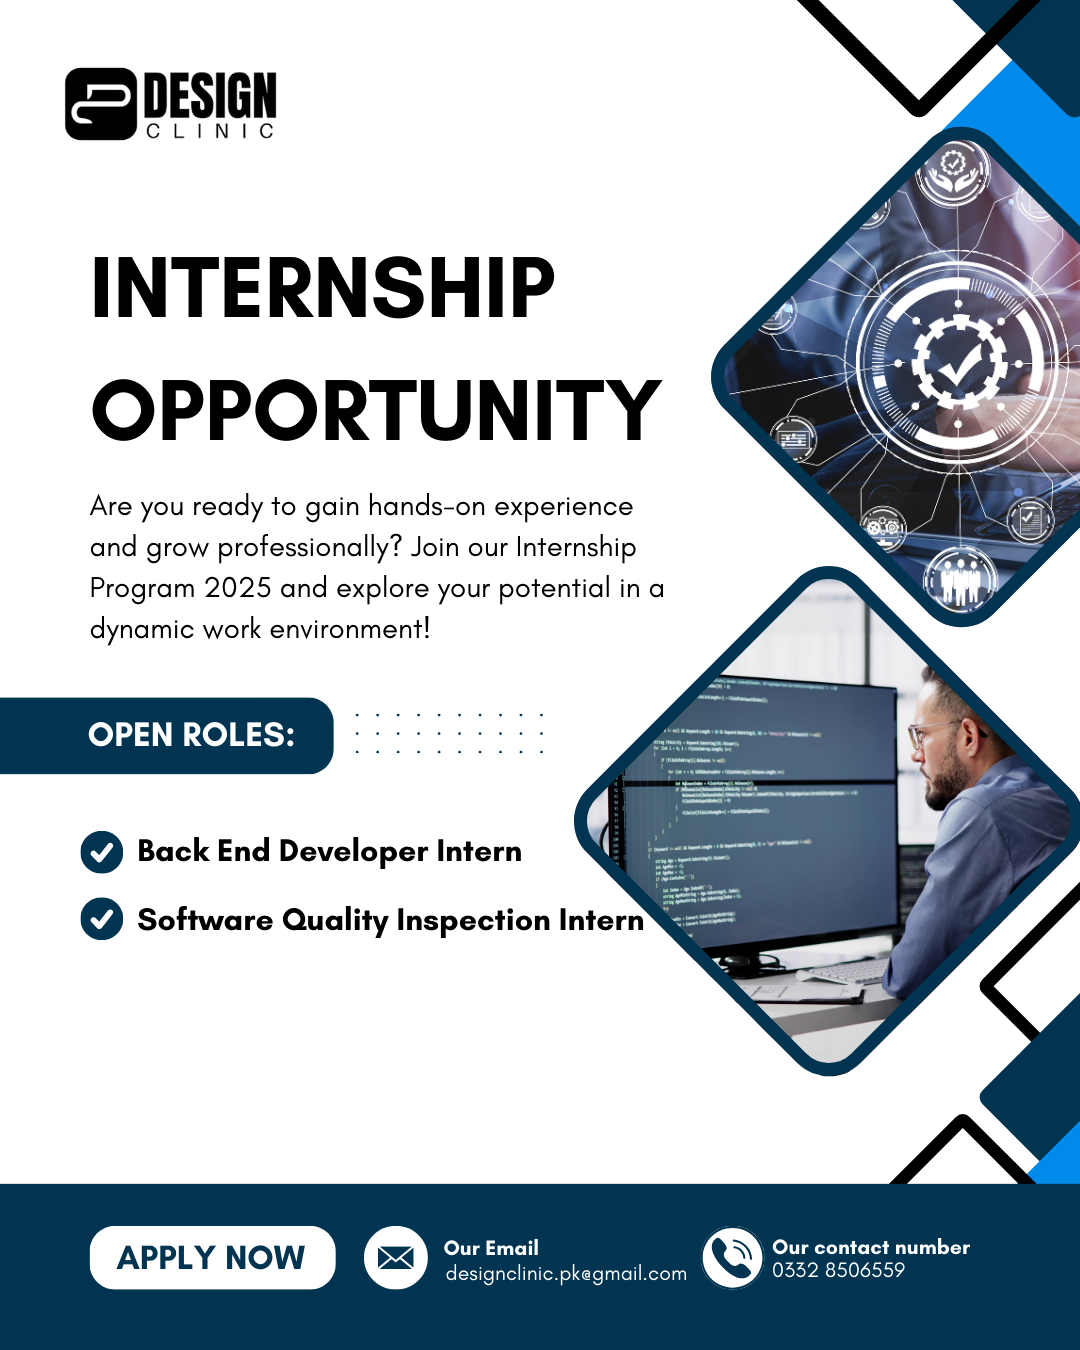 DESIGN
CLINIC
INTERNSHIP
OPPORTUNITY
Are you ready to gain hands-on experience
and grow professionally? Join our Internship
Program 2025 and explore your potential in a
dynamic work environment!
OPEN ROLES:
Back End Developer Intern
Software Quality Inspection Intern
APPLY NOW
Our Email
designclinic.pk@gmail.com
Our contact number
0332 8506559